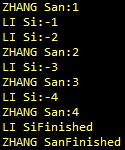 ZHANG San:1
LI Si:-1
LI Si:-2
ZHANG San:2
LI Si:-3
ZHANG San:3
LI Si:-4
ZHANG San:4
LI SiFinished
ZHANG SanFinished